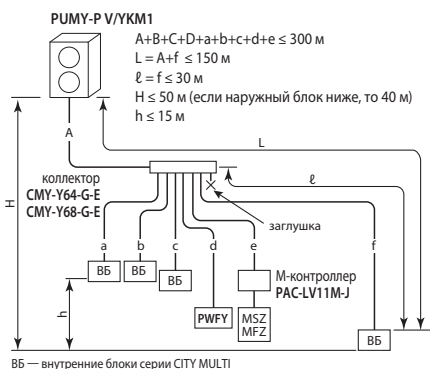 PUMY-P V/YKM1
A+B+C+D+a+b+c+d+e ≤ 300 м
L = A+f ≤ 150 м
ℓ = f ≤ 30 м
H ≤ 50 м (если наружный блок ниже, то 40 м)
h ≤ 15 м
A
L
H
коллектор
CMY-Y64-G-E
CMY-Y68-G-E
ℓ
заглушка
a
b
c
d
e
f
ВБ
ВБ
ВБ
М-контроллер
PAC-LV11M-J
h
PWFY
MSZ
MFZ
ВБ
ВБ — внутренние блоки серии CITY MULTI